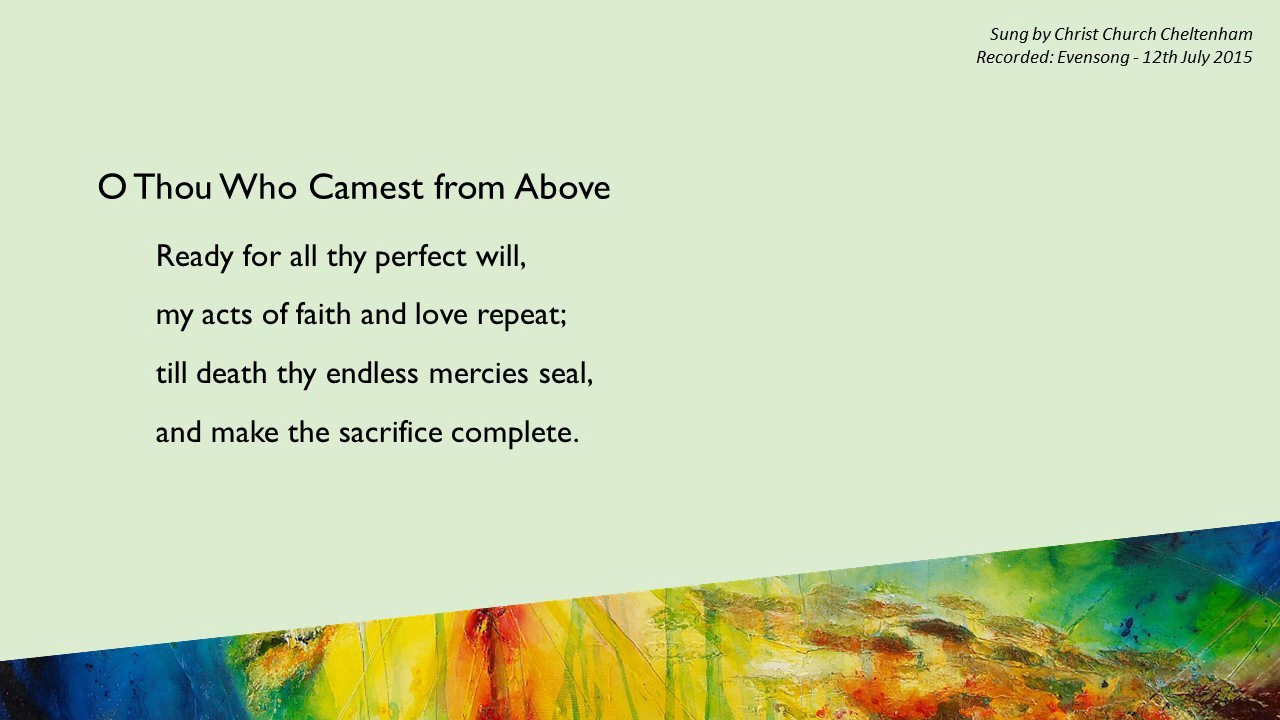 Sung by Christ Church Cheltenham
Recorded: Evensong - 12th July 2015
O Thou Who Camest from Above
Ready for all thy perfect will,
my acts of faith and love repeat;
till death thy endless mercies seal,
and make the sacrifice complete.